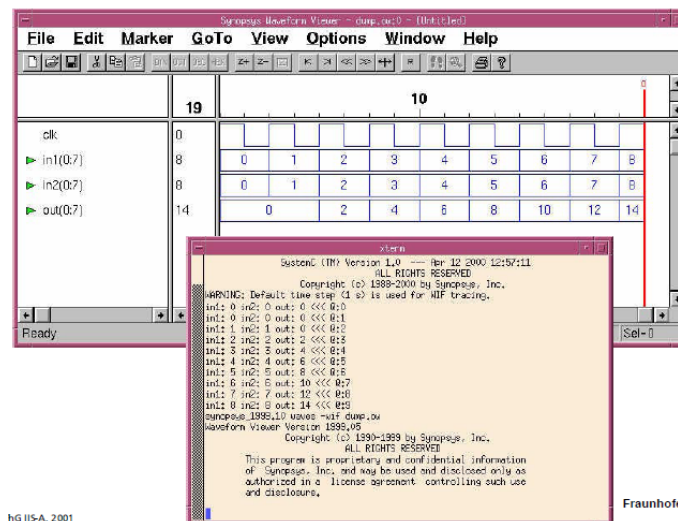 Synopsys Waveform Viewer - dump.ow:0 - [Untitled]
File Edit Marker GoTo View Options Window Help
0
19 10
clk 0
in1(0:7) 8 0 1 2 3 4 5 6 7 8
in2(0:7) 8 0 1 2 3 4 5 6 7 8
out(0:7) 14 0 2 4 6 8 10 12 14
Ready Sel- 0
xterm
SystemC (TM) Version 1.0 --- Apr 12 2000 12:57:11
ALL RIGHTS RESERVED
Copyright (c) 1988-2000 by Synopsys, Inc.
WARNING: Default time step (1 s) is used for WIF tracing.
in1: 0 in2: 0 out: 0 <<< @:0
in1: 0 in2: 0 out: 0 <<< @:1
in1: 1 in2: 1 out: 0 <<< @:2
in1: 2 in2: 2 out: 2 <<< @:3
in1: 3 in2: 3 out: 4 <<< @:4
in1: 4 in2: 4 out: 6 <<< @:5
in1: 5 in2: 5 out: 8 <<< @:6
in1: 6 in2: 6 out: 10 <<< @:7
in1: 7 in2: 7 out: 12 <<< @:8
in1: 8 in2: 8 out: 14 <<< @:9
synopsys_1999.10 waves -wif dump.ow
Waveform Viewer Version 1999.05
Copyright (c) 1990-1999 by Synopsys, Inc.
ALL RIGHTS RESERVED
This program is proprietary and confidential information
of Synopsys, Inc. and may be used and disclosed only as
authorized in a license agreement controlling such use
and disclosure.
Fraunhofe
hG IIS-A, 2001